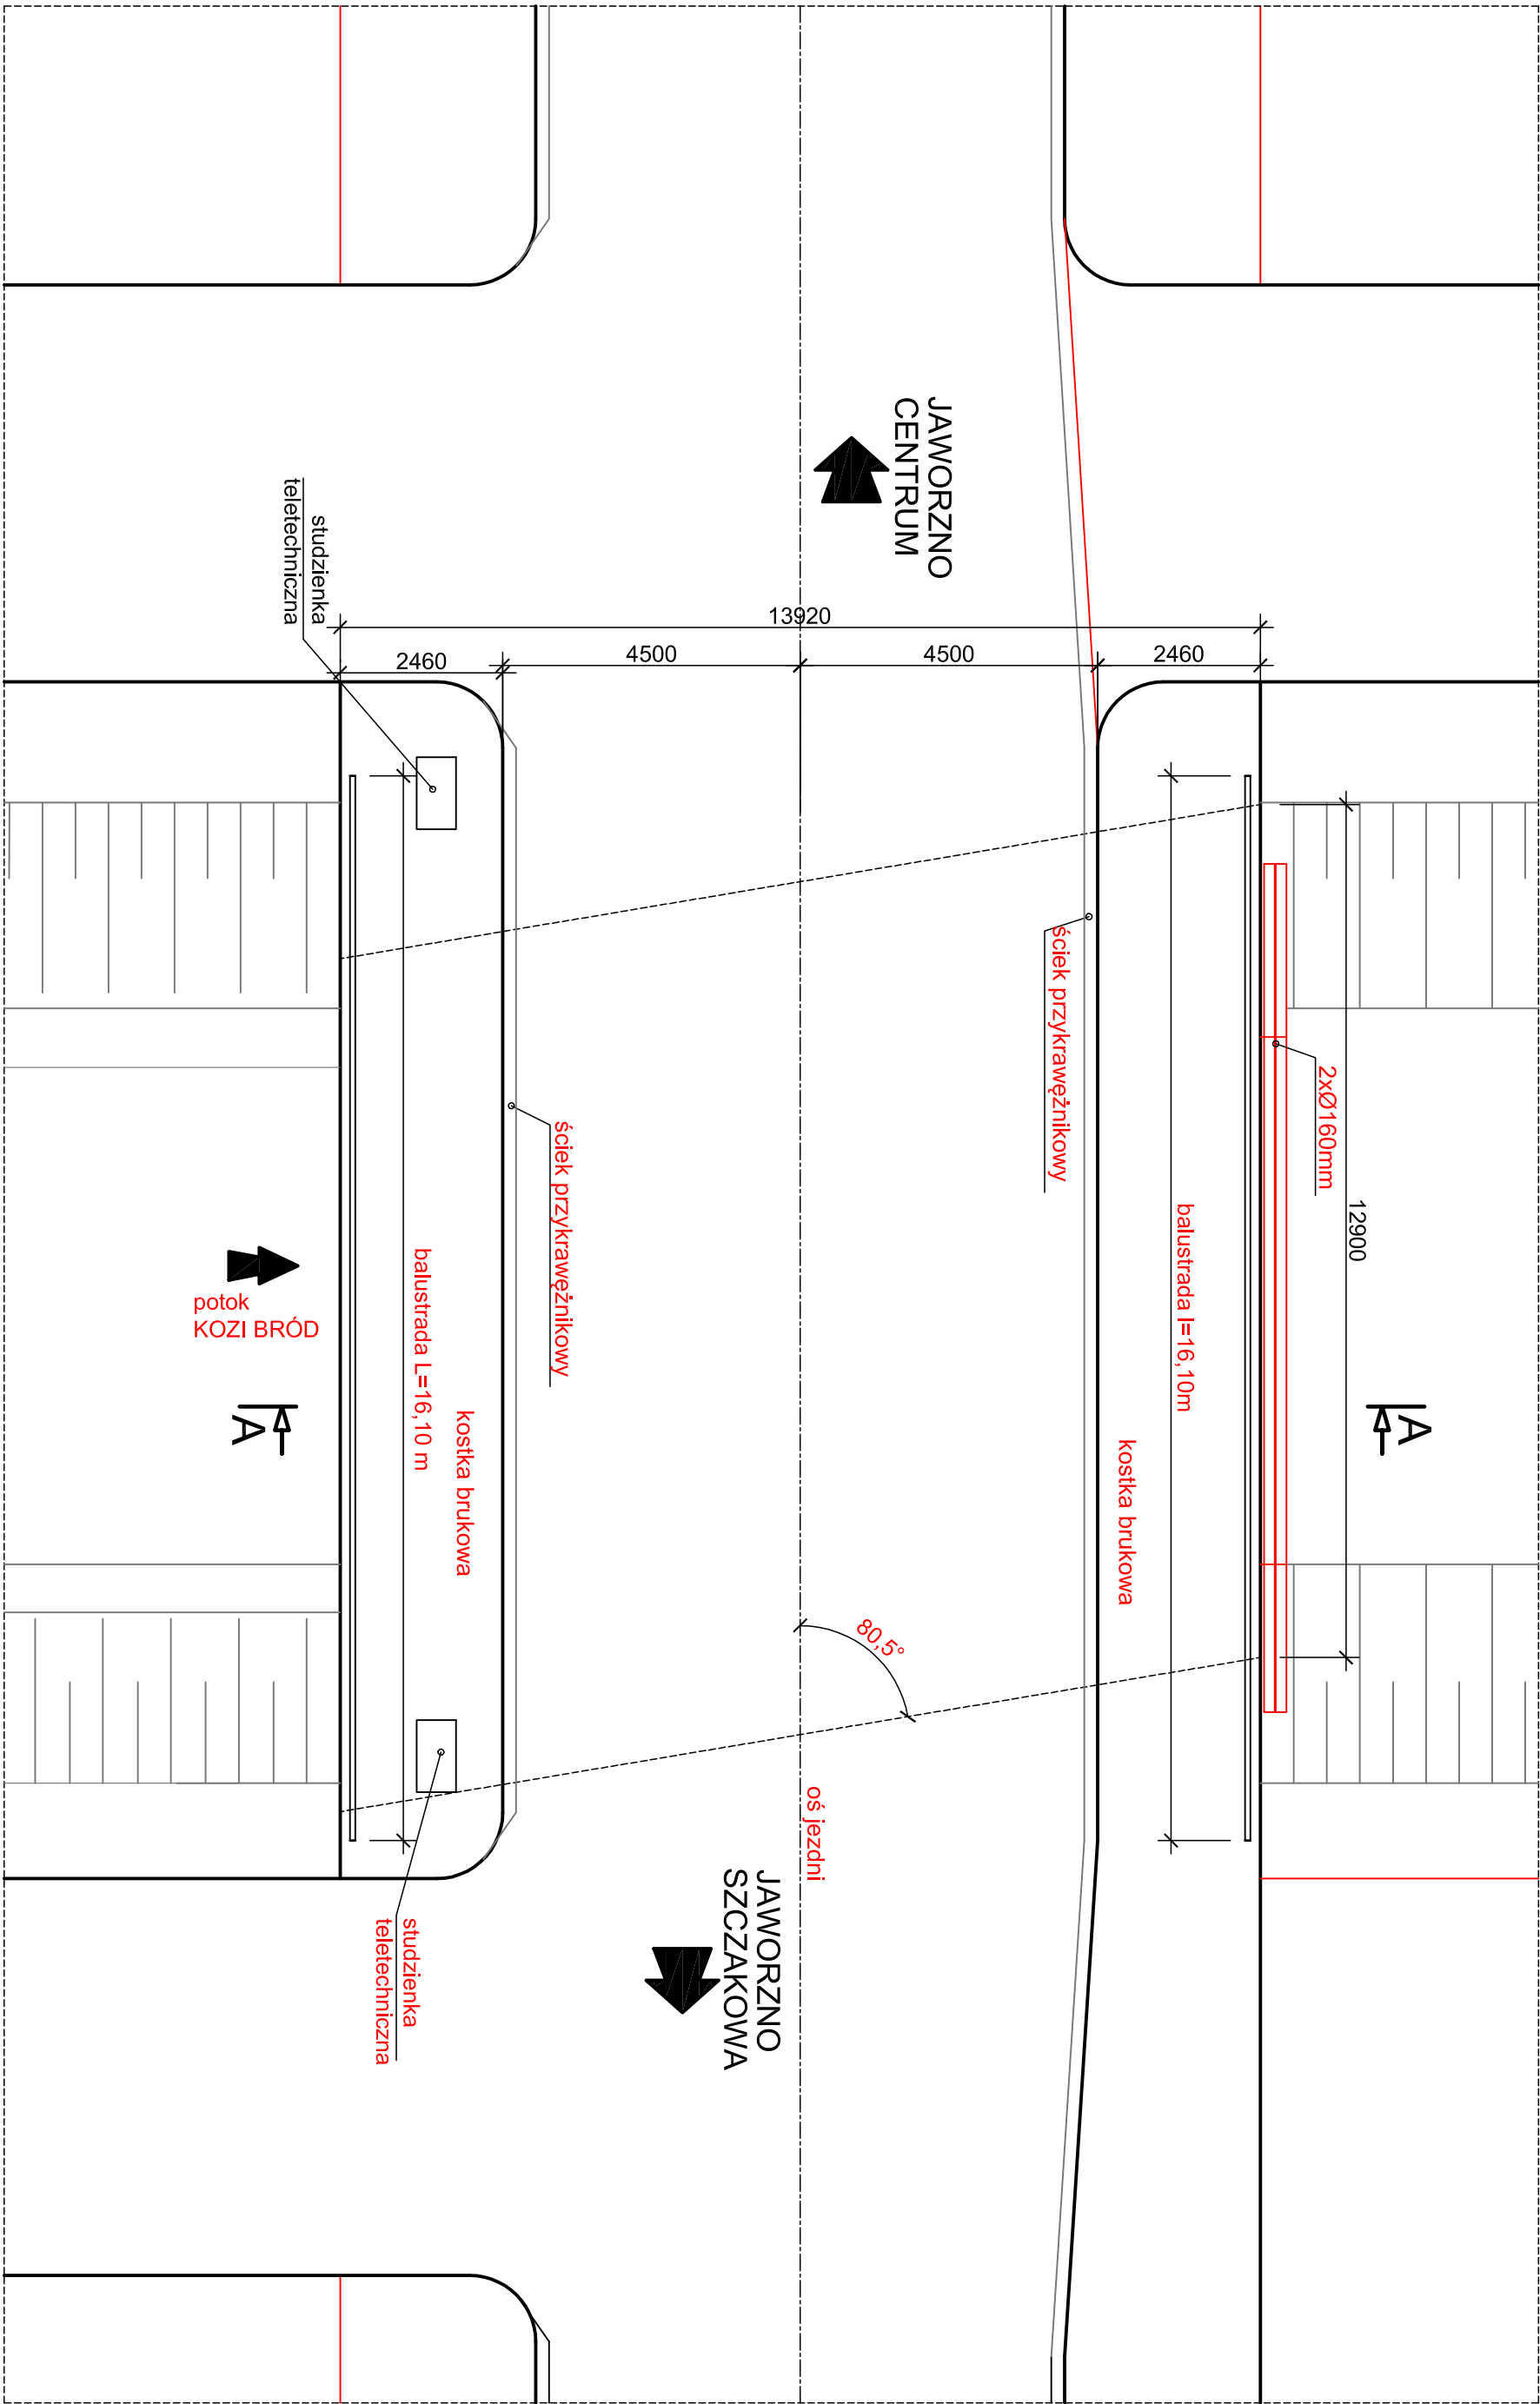 JAWORZNO
CENTRUM
studzienka
teletechniczna
13920
2460
4500
4500
2460
ściek przykrawężnikowy
2xØ160mm
12900
ściek przykrawężnikowy
balustrada l=16,10m
potok
KOZI BRÓD
balustrada L=16,10 m
kostka brukowa
kostka brukowa
A
A
80,5°
oś jezdni
JAWORZNO
SZCZAKOWA
studzienka
teletechniczna